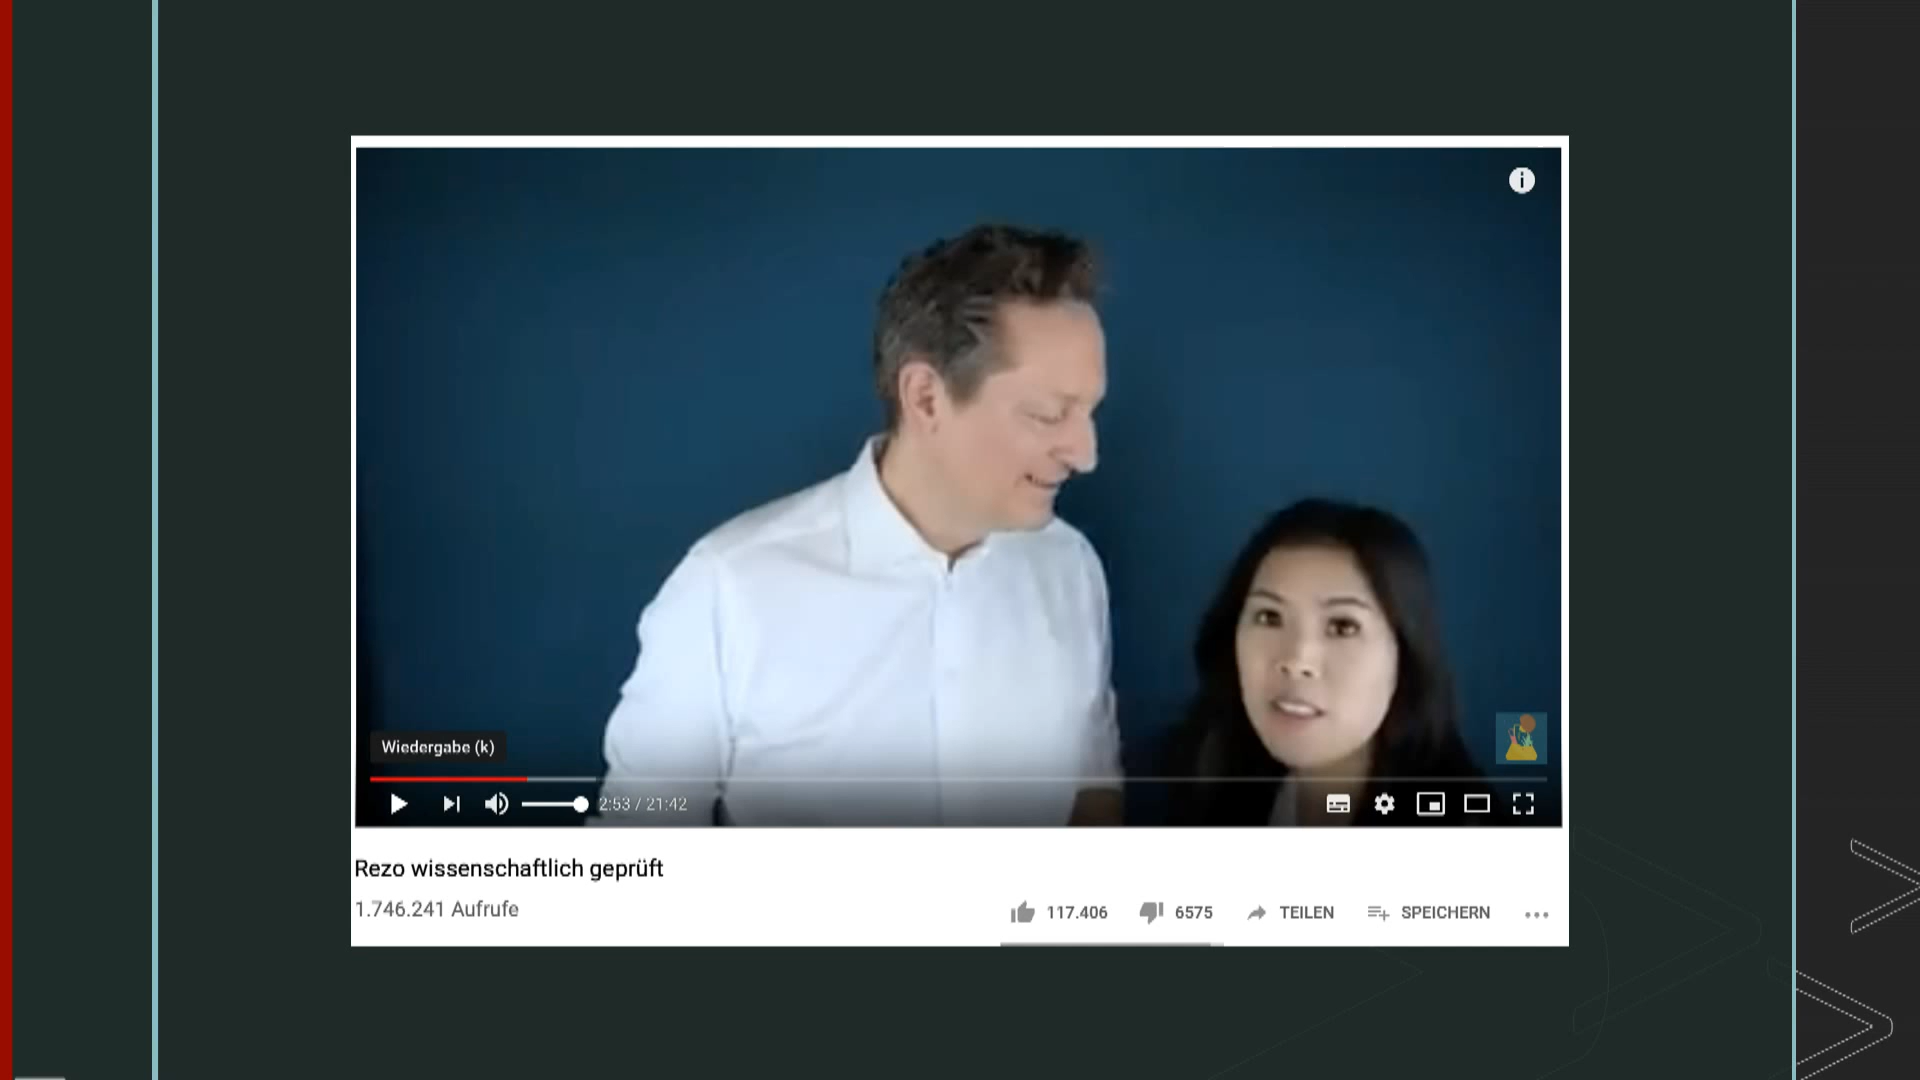 Wiedergabe (k)
2:53 / 21:42
Rezo wissenschaftlich geprüft
1.746.241 Aufrufe
117.406
6575
TEILEN
SPEICHERN